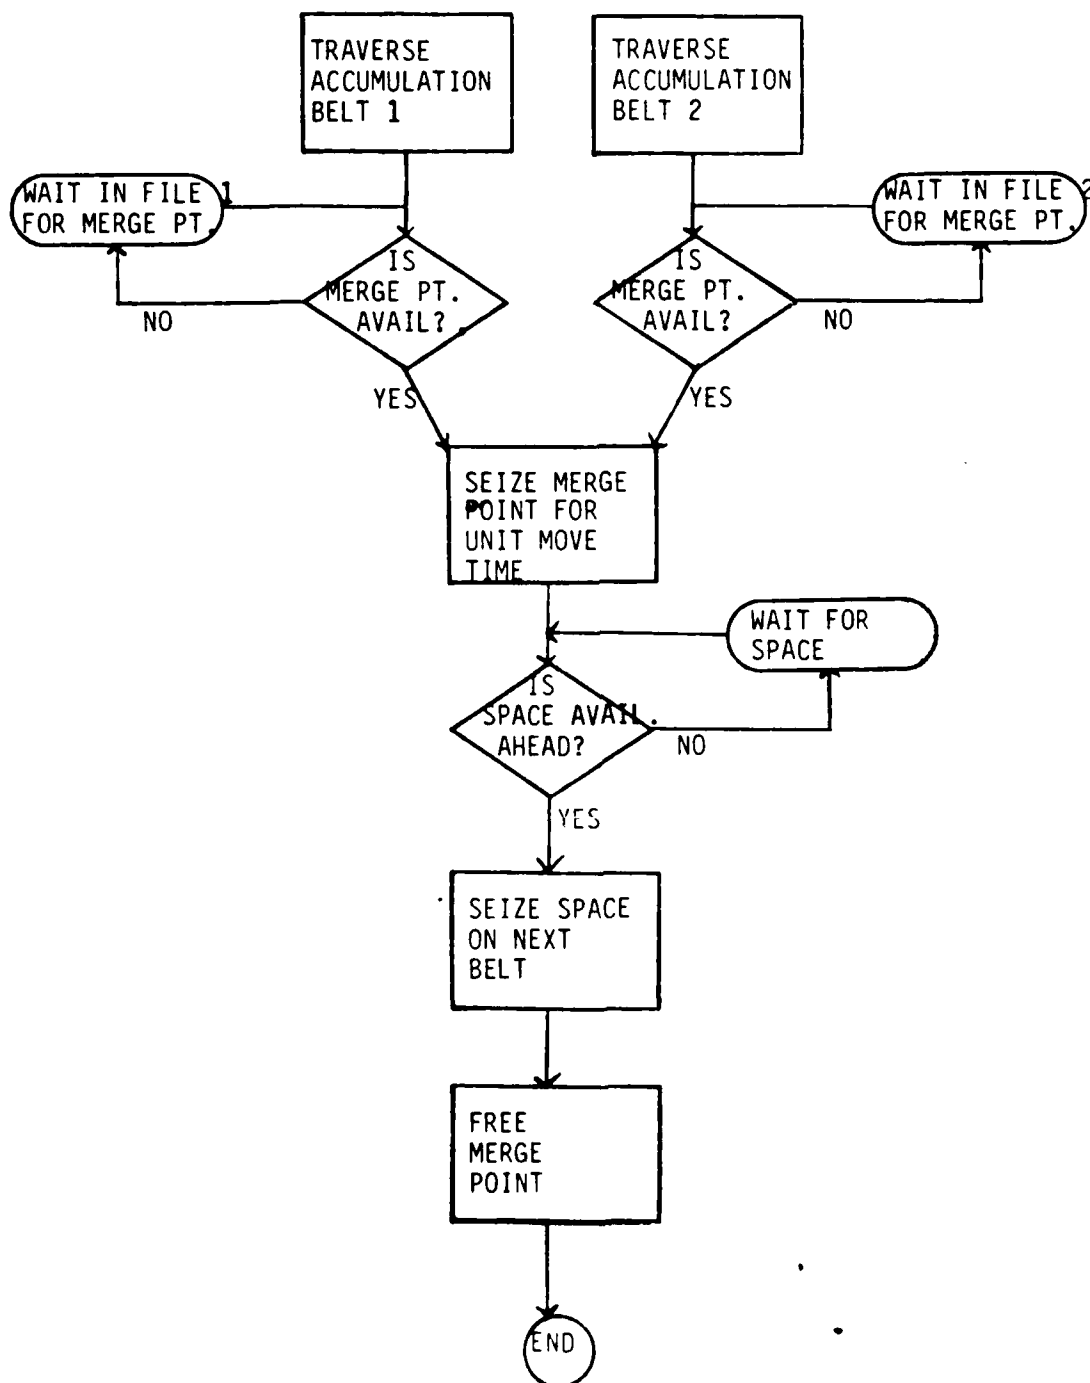 TRAVERSE
ACCUMULATION
BELT 1
TRAVERSE
ACCUMULATION
BELT 2
WAIT IN FILE 1
FOR MERGE PT.
WAIT IN FILE 2
FOR MERGE PT.
IS
MERGE PT.
AVAIL?
IS
MERGE PT.
AVAIL?
NO
NO
YES
YES
SEIZE MERGE
POINT FOR
UNIT MOVE
TIME
WAIT FOR
SPACE
IS
SPACE AVAIL.
AHEAD?
NO
YES
SEIZE SPACE
ON NEXT
BELT
FREE
MERGE
POINT
END